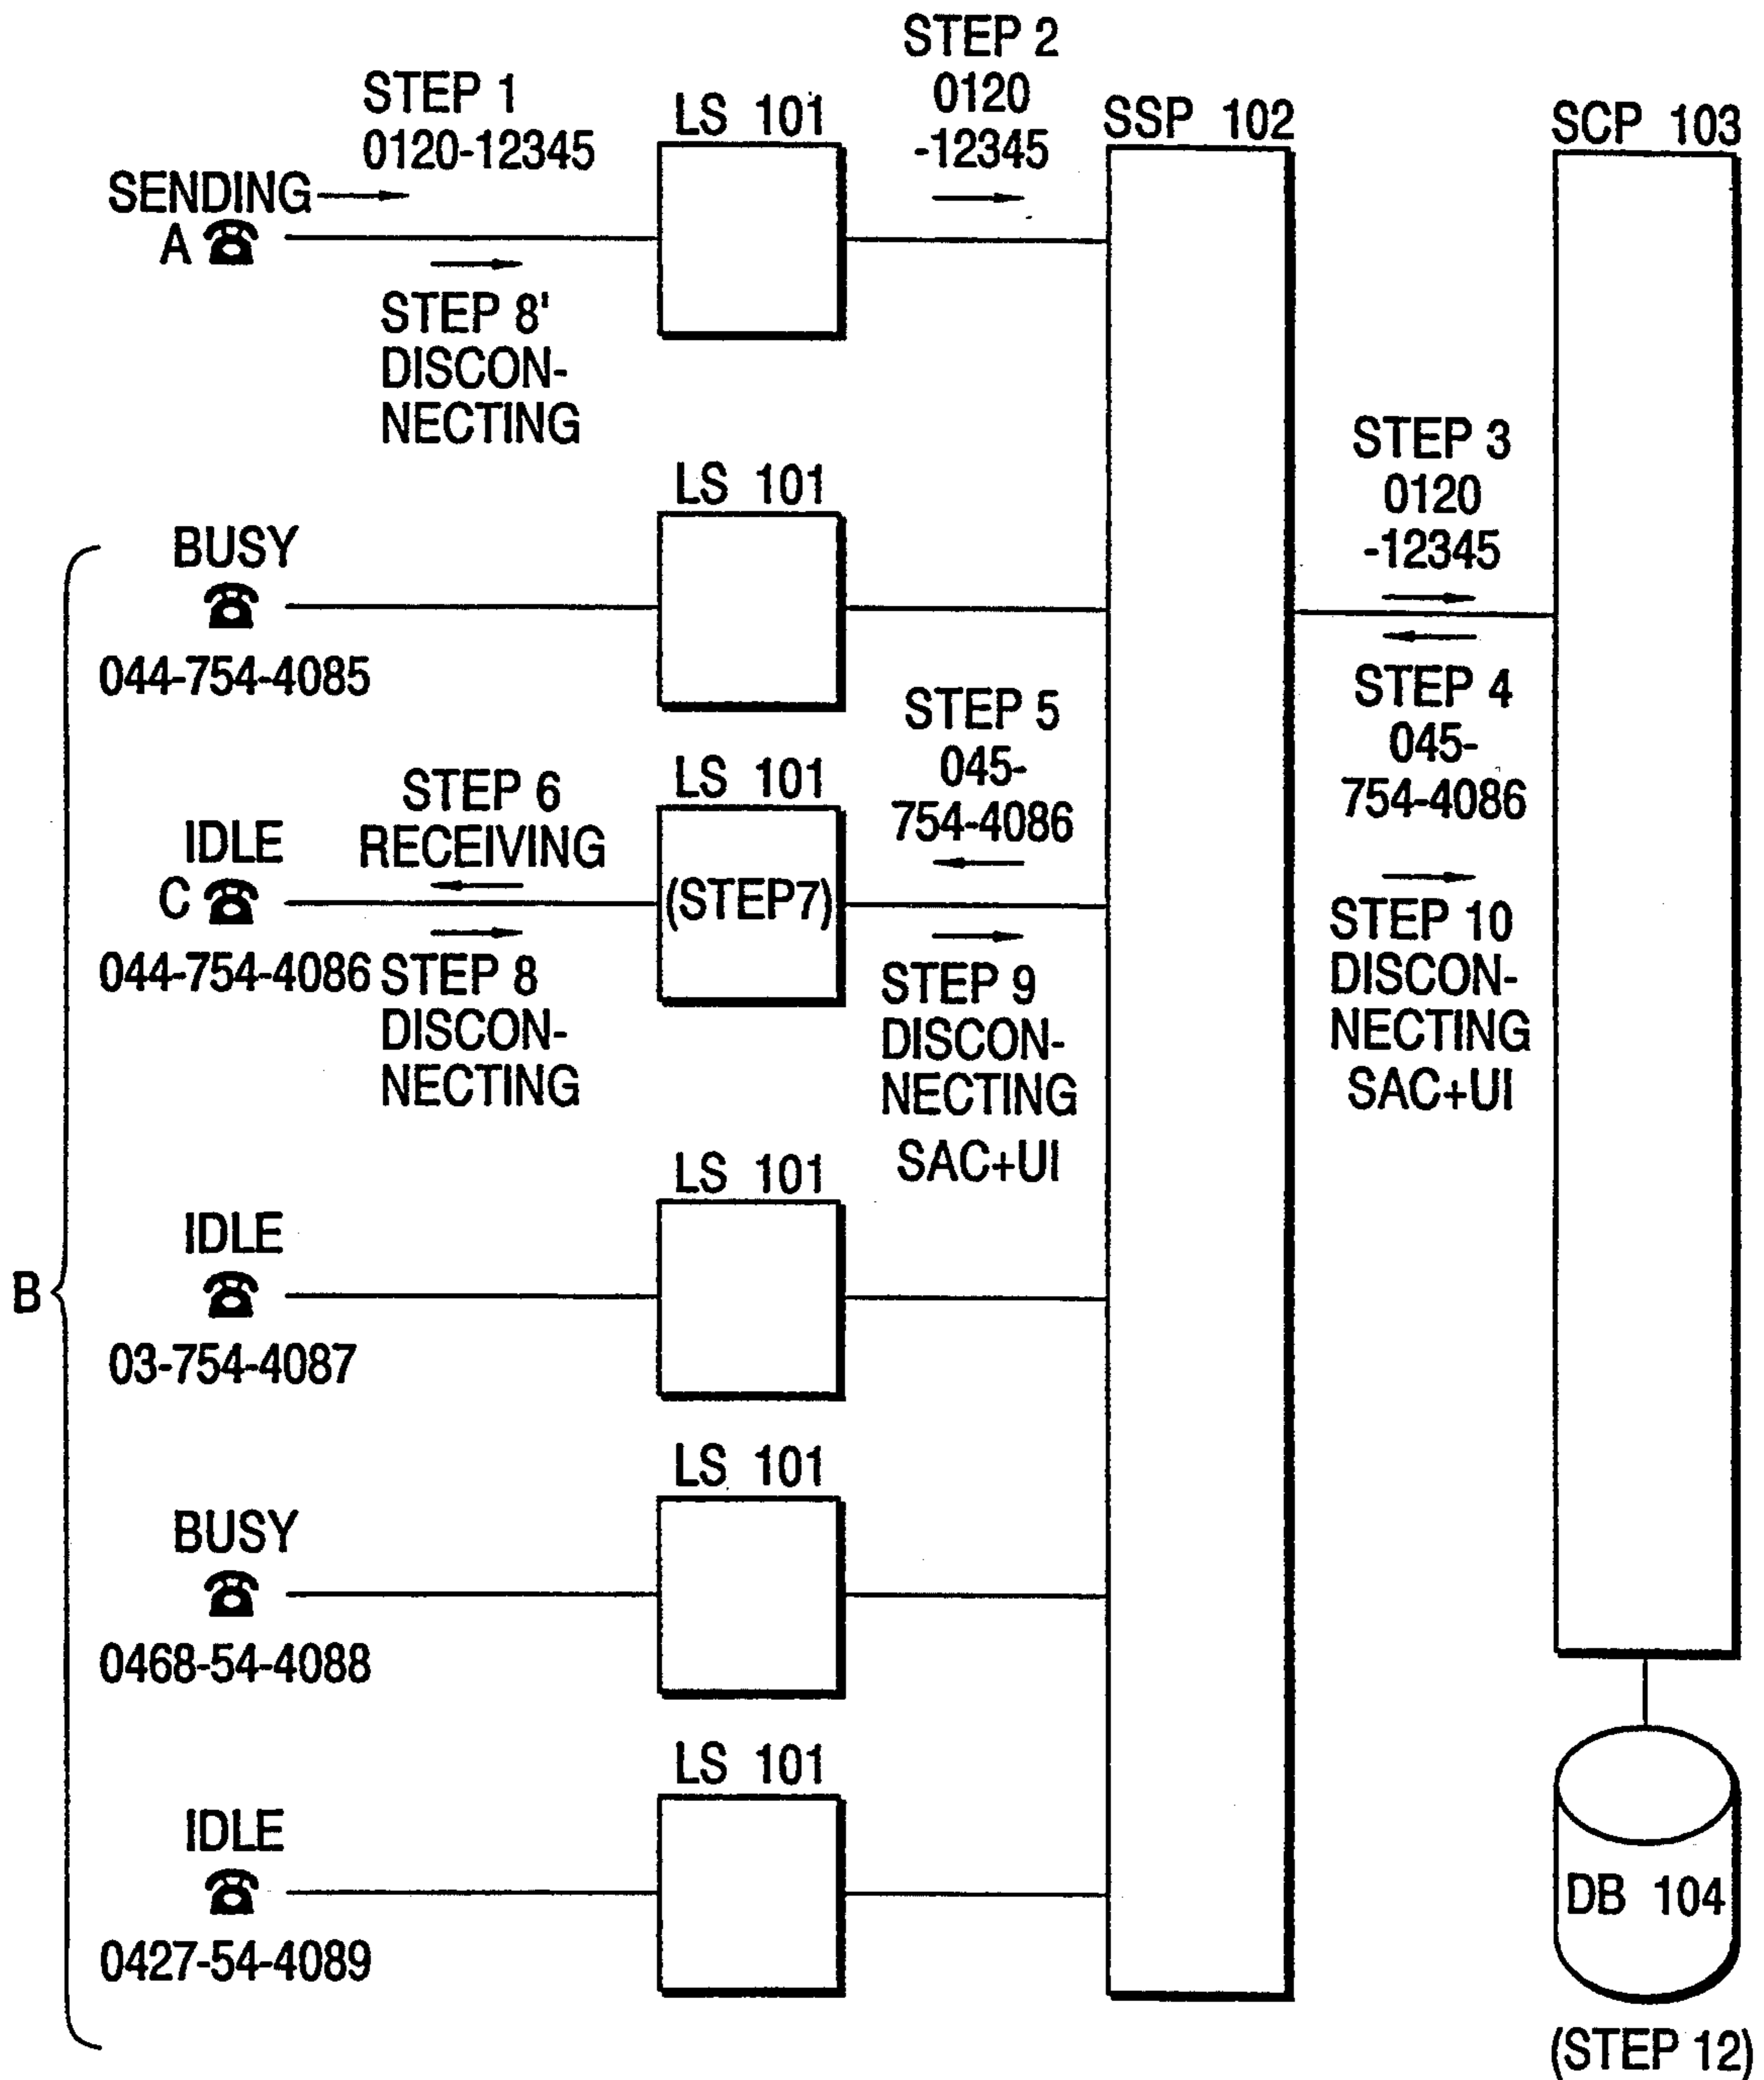 STEP 1
0120-12345
SENDING
A
STEP 8'
DISCON-
NECTING
LS 101
STEP 2
0120
-12345
SSP 102
SCP 103
BUSY
044-754-4085
LS 101
STEP 3
0120
-12345
STEP 4
045-
754-4086
STEP 5
045-
754-4086
LS 101
(STEP7)
STEP 6
RECEIVING
IDLE
C
044-754-4086
STEP 8
DISCON-
NECTING
STEP 9
DISCON-
NECTING
SAC+UI
STEP 10
DISCON-
NECTING
SAC+UI
B
IDLE
03-754-4087
LS 101
BUSY
0468-54-4088
LS 101
IDLE
0427-54-4089
LS 101
DB 104
(STEP 12)